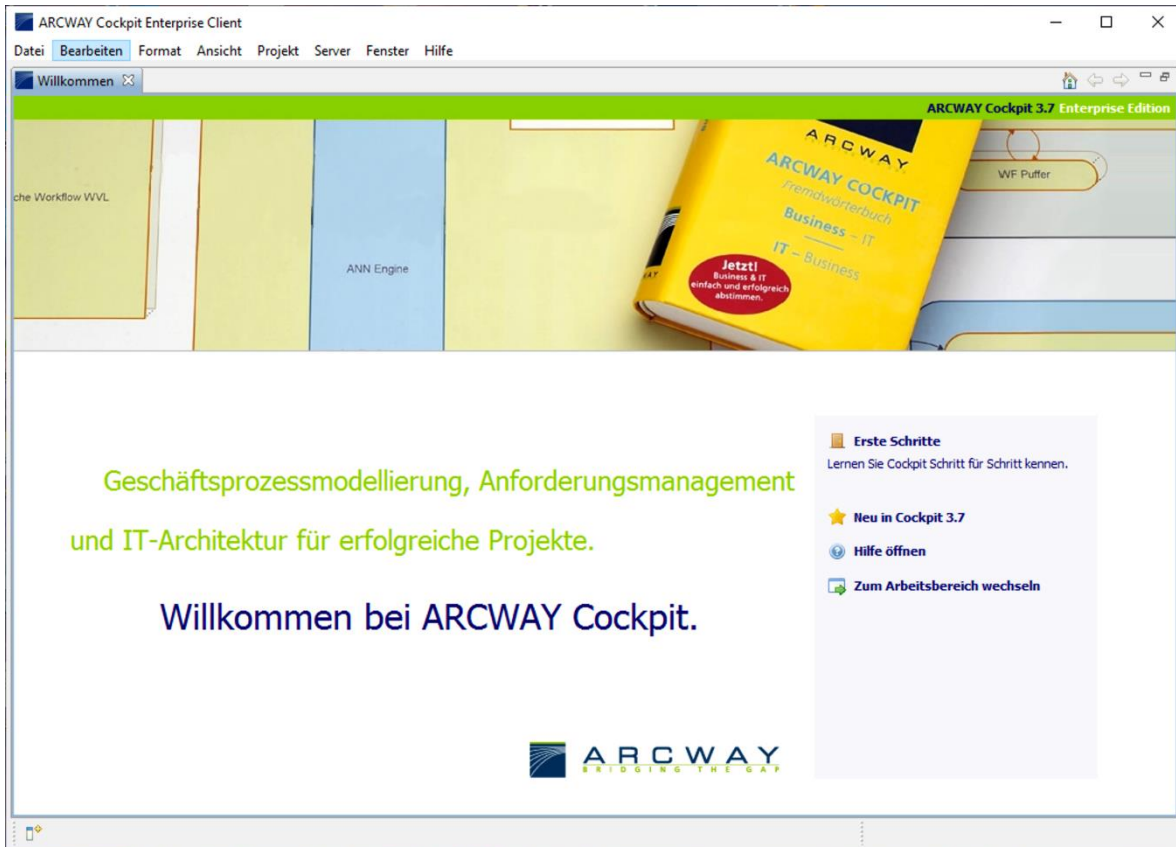 ARCWAY Cockpit Enterprise Client
Datei Bearbeiten Format Ansicht Projekt Server Fenster Hilfe
Willkommen
ARCWAY Cockpit 3.7 Enterprise Edition
che Workflow WVL
ANN Engine
ARCWAY
ARCWAY COCKPIT
Fremdwörterbuch
Business – IT
IT – Business
Jetzt!
Business & IT
einfach und erfolgreich
abstimmen.
WF Puffer
Geschäftsprozessmodellierung, Anforderungsmanagement
und IT-Architektur für erfolgreiche Projekte.
Willkommen bei ARCWAY Cockpit.
Erste Schritte
Lernen Sie Cockpit Schritt für Schritt kennen.
Neu in Cockpit 3.7
Hilfe öffnen
Zum Arbeitsbereich wechseln
ARCWAY
BRIDGING THE GAP